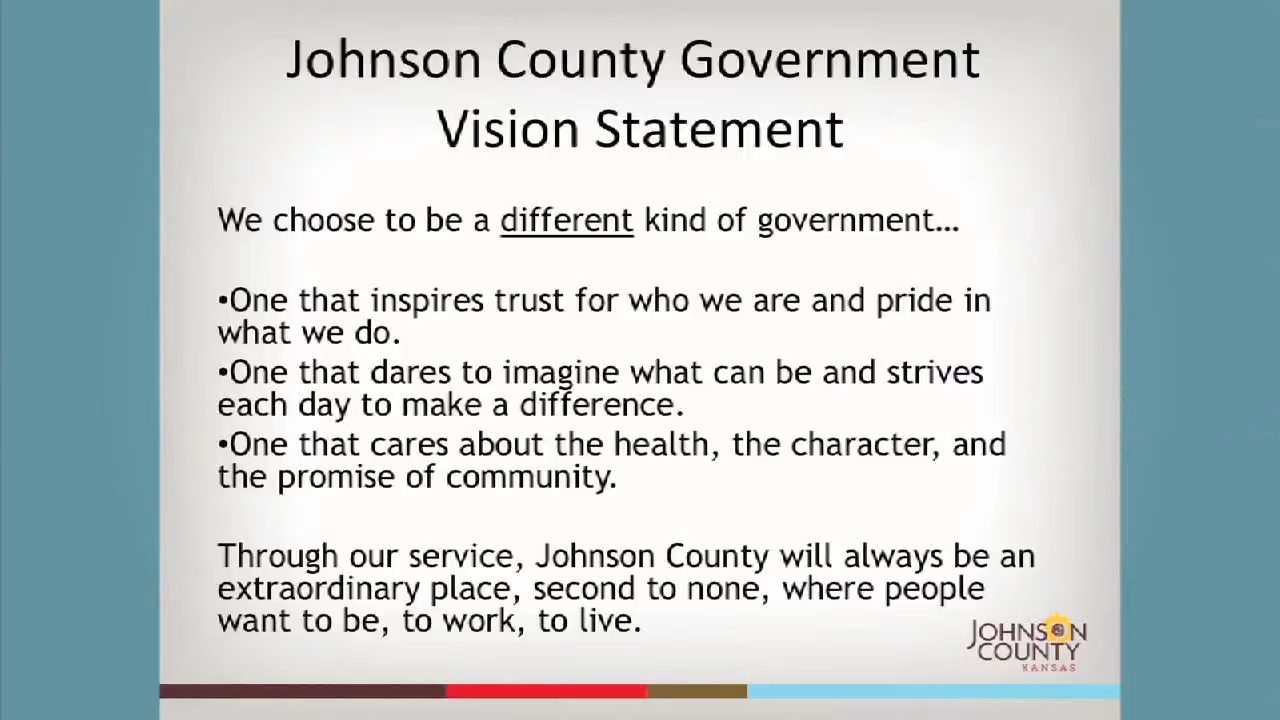 Johnson County Government
Vision Statement
We choose to be a different kind of government…
•One that inspires trust for who we are and pride in
what we do.
•One that dares to imagine what can be and strives
each day to make a difference.
•One that cares about the health, the character, and
the promise of community.
Through our service, Johnson County will always be an
extraordinary place, second to none, where people
want to be, to work, to live.
JOHNSON
COUNTY
KANSAS